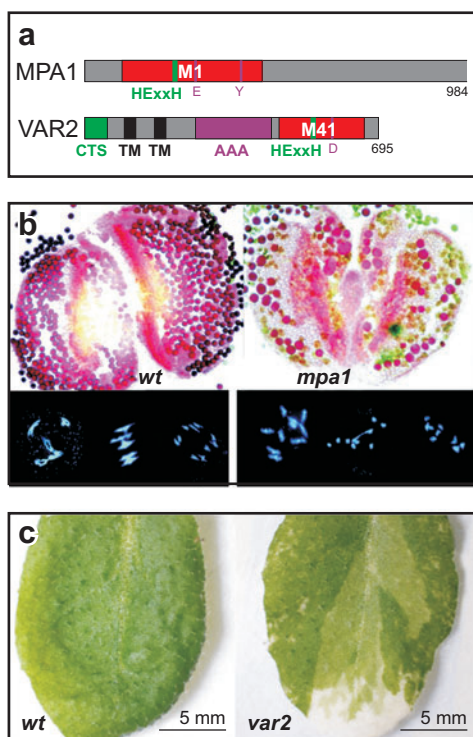 a
MPA1
M1
HExxH E Y 984
VAR2
M41
CTS TM TM AAA HExxH D 695
b
wt mpa1
c
wt 5 mm var2 5 mm